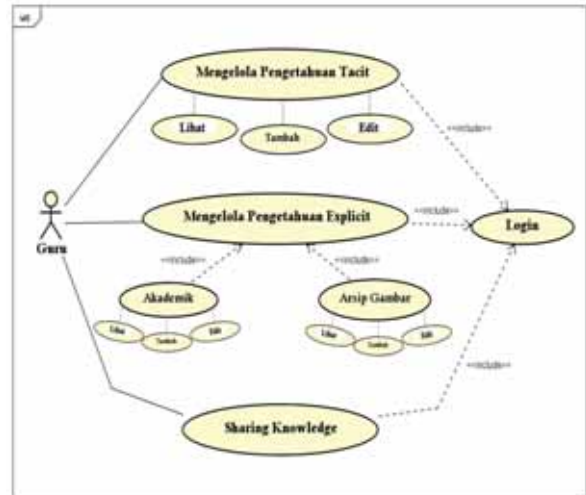 Mengelola Pengetahuan Tacit
Lihat
Tambah
Edit
<<include>>
Mengelola Pengetahuan Explicit
<<include>>
Login
Guru
<<include>>
<<include>>
Akademik
Arsip Gambar
Lihat
Tambah
Edit
Lihat
Tambah
Edit
<<include>>
Sharing Knowledge